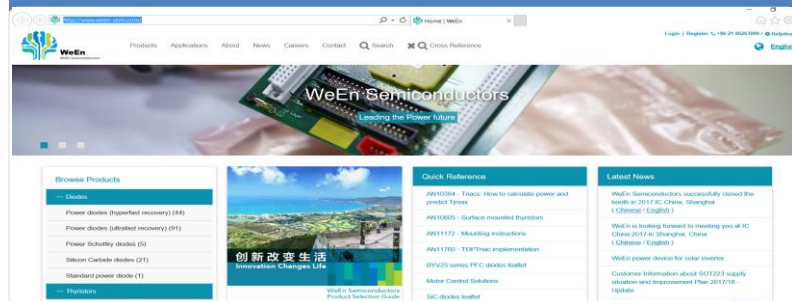 http://www.ween-semi.com/
Home | WeEn
Login | Register
WeEn
Products Applications About News Careers Contact Search Cross Reference
English
WeEn Semiconductors
Leading the Power future
Browse Products
— Diodes
Power diodes (hyperfast recovery) (44)
Power diodes (ultrafast recovery) (91)
Power Schottky diodes (5)
Silicon Carbide diodes (21)
Standard power diode (1)
— Thyristors
创新改变生活
Innovation Changes Life
WeEn Semiconductors
Product Selection Guide
Quick Reference
AN10384 - Triacs: How to calculate power and
predict Tjmax
AN10605 - Surface mounted thyristors
AN11172 - Mounting instructions
AN11760 - TOPTriac implementation
BYV25 series PFC diodes leaflet
Motor Control Solutions
SiC diodes leaflet
Latest News
WeEn Semiconductors successfully closed the
booth in 2017 IC China, Shanghai
( Chinese / English )
WeEn is looking forward to meeting you at IC
China 2017 in Shanghai, China
( Chinese / English )
WeEn power device for solar inverter
Customer Information about SOT223 supply
situation and Improvement Plan 2017/18 -
Update